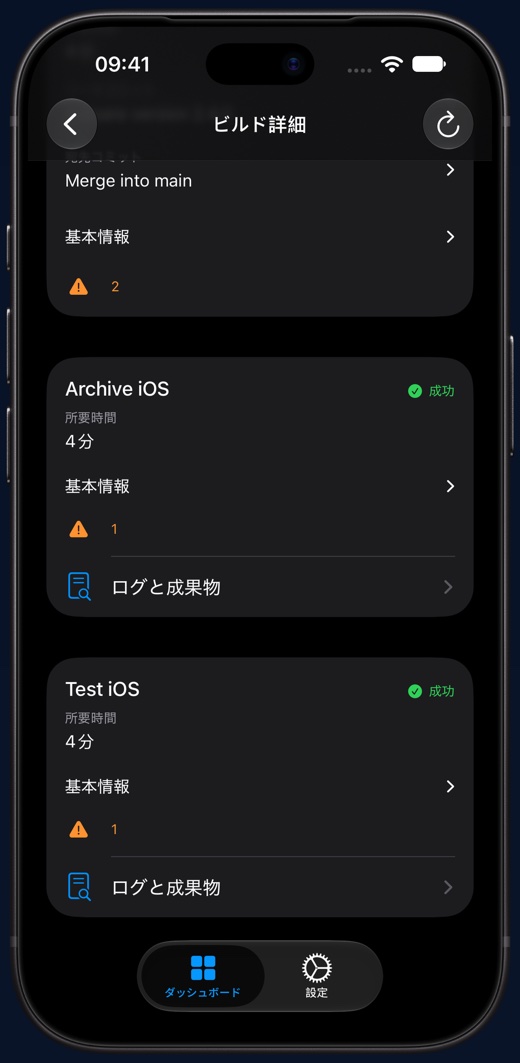 09:41
ビルド詳細
Merge into main
基本情報
2
Archive iOS
成功
所要時間
4分
基本情報
1
ログと成果物
Test iOS
成功
所要時間
4分
基本情報
1
ログと成果物
ダッシュボード
設定